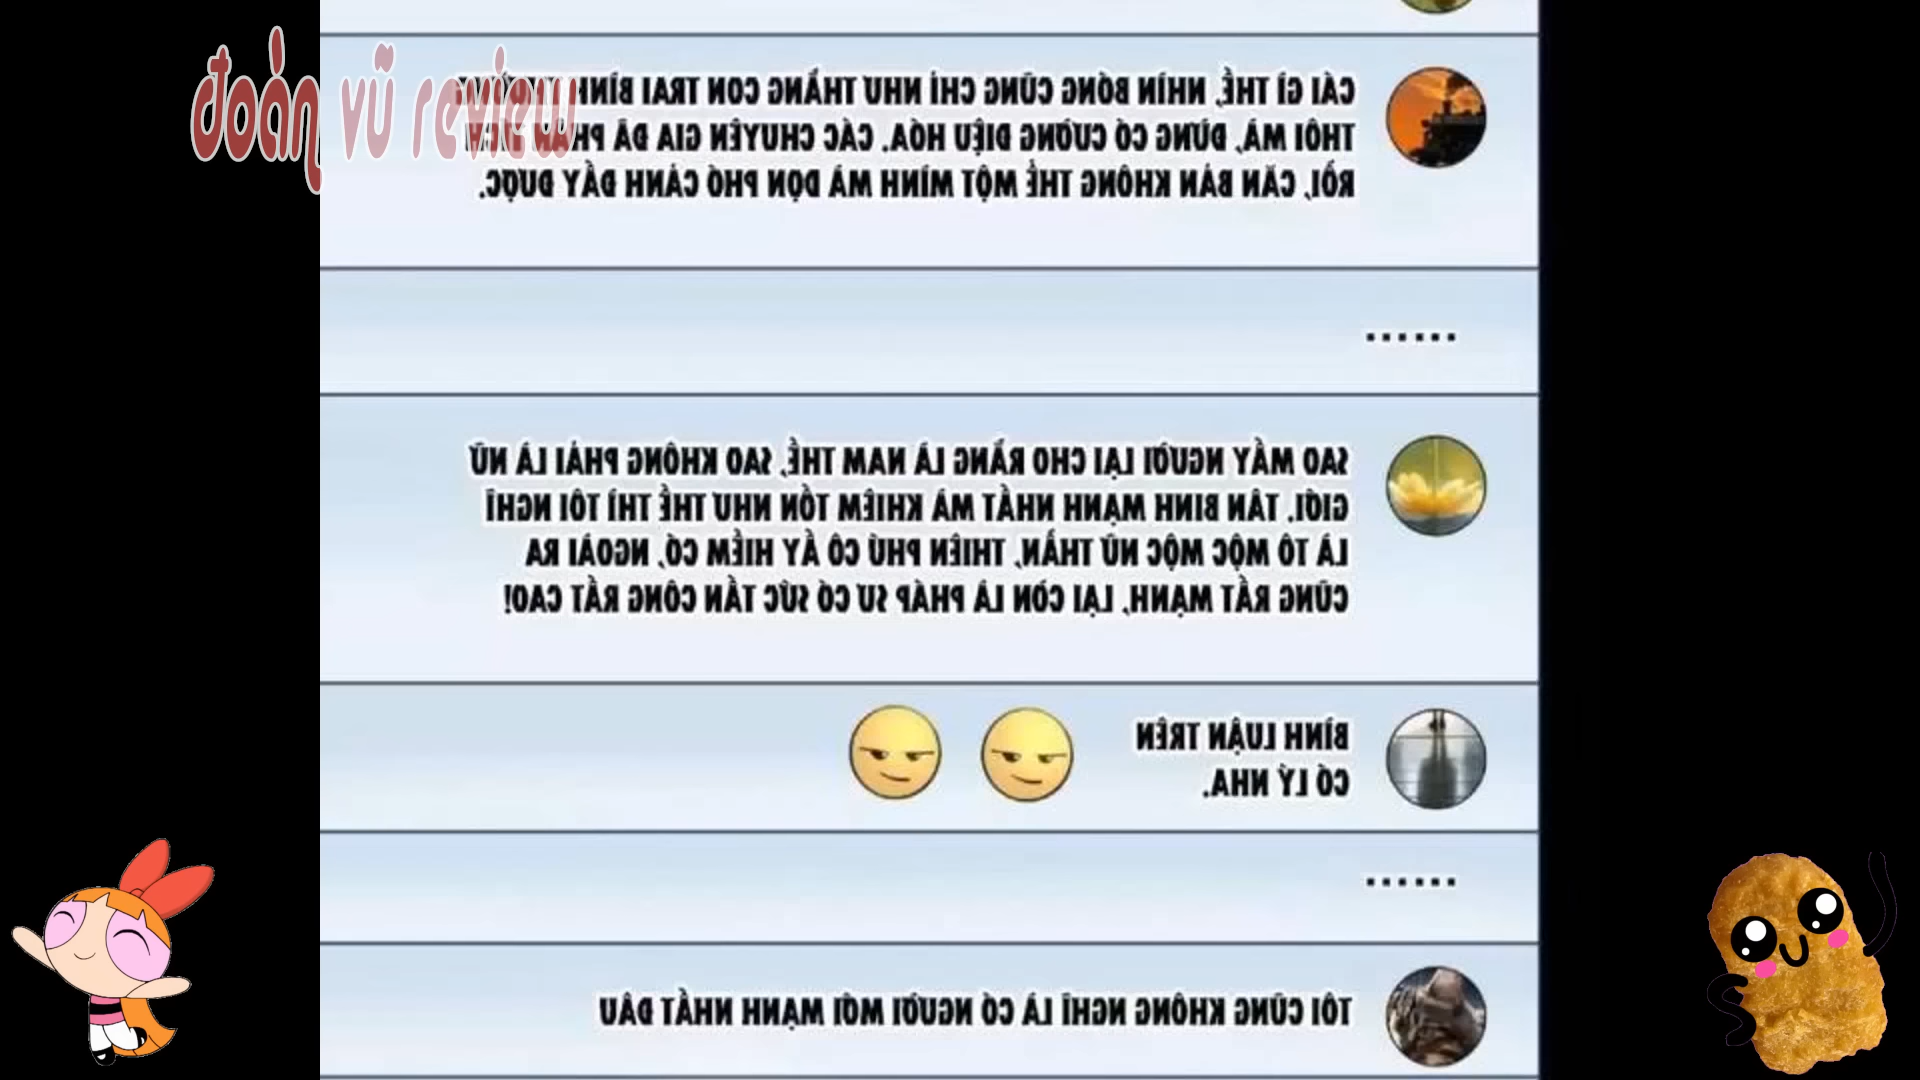 đoản vũ review
CÁI GÌ THẾ, NHÌN BÓNG CŨNG CHỈ NHƯ THẰNG CON TRAI BÌNH
THÔI MÀ, ĐỪNG CÓ CƯỜNG ĐIỆU HÓA. CÁC CHUYÊN GIA ĐÃ PHÂN TÍCH
RỒI, CĂN BẢN KHÔNG THỂ MỘT MÌNH MÀ DỌN PHÓ CẢNH ĐẦY ĐƯỢC.
......
SAO MẤY NGƯỜI LẠI CHO RẰNG LÀ NAM THẾ, SAO KHÔNG PHẢI LÀ NỮ
GIỚI. TÂN BINH MẠNH NHẤT MÀ KHIÊM TỐN NHƯ THẾ THÌ TÔI NGHĨ
LÀ TÔ MỘC MỘC NỮ THẦN, THIÊN PHÚ CÔ ẤY HIẾM CÓ, NGOÀI RA
CŨNG RẤT MẠNH, LẠI CÒN LÀ PHÁP SƯ CÓ SỨC TẤN CÔNG RẤT CAO!
BÌNH LUẬN TRÊN
CÓ LÝ NHA.
......
TÔI CŨNG KHÔNG NGHĨ LÀ CÓ NGƯỜI MỚI MẠNH NHẤT ĐÂU